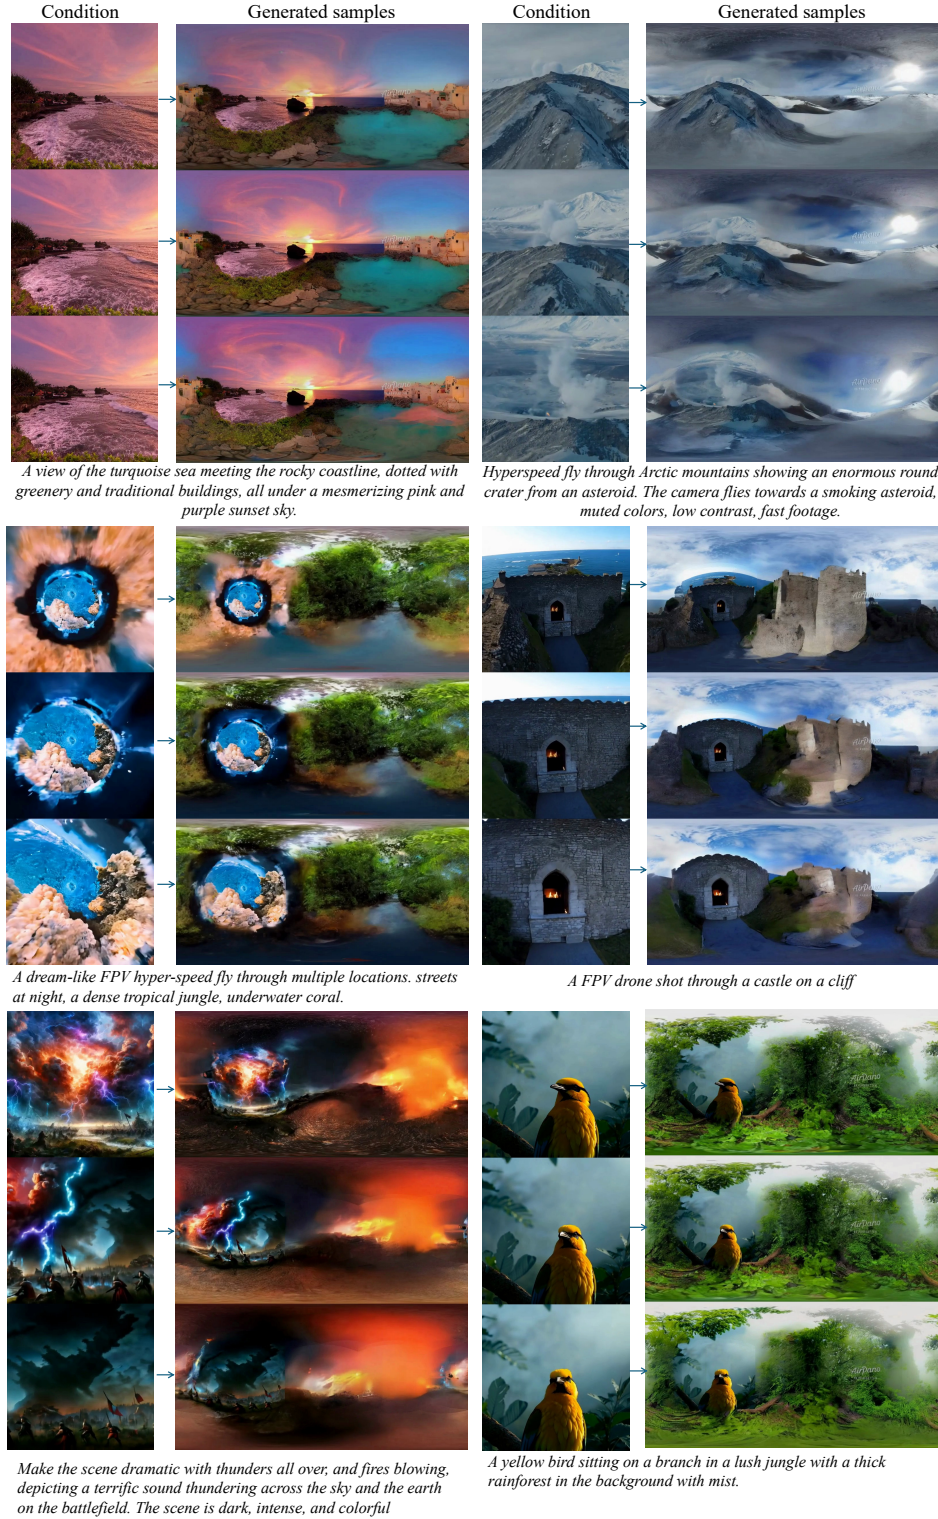 Condition
Generated samples
Condition
Generated samples
A view of the turquoise sea meeting the rocky coastline, dotted with
greenery and traditional buildings, all under a mesmerizing pink and
purple sunset sky.
Hyperspeed fly through Arctic mountains showing an enormous round
crater from an asteroid. The camera flies towards a smoking asteroid,
muted colors, low contrast, fast footage.
A dream-like FPV hyper-speed fly through multiple locations. streets
at night, a dense tropical jungle, underwater coral.
A FPV drone shot through a castle on a cliff
Make the scene dramatic with thunders all over, and fires blowing,
depicting a terrific sound thundering across the sky and the earth
on the battlefield. The scene is dark, intense, and colorful
A yellow bird sitting on a branch in a lush jungle with a thick
rainforest in the background with mist.